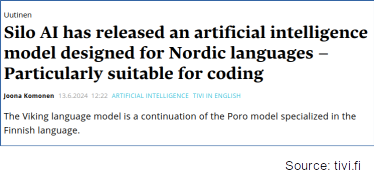 Uutinen
Silo AI has released an artificial intelligence
model designed for Nordic languages –
Particularly suitable for coding
Joona Komonen 13.6.2024 12:22 ARTIFICIAL INTELLIGENCE TIVI IN ENGLISH
The Viking language model is a continuation of the Poro model specialized in the
Finnish language.
Source: tivi.fi